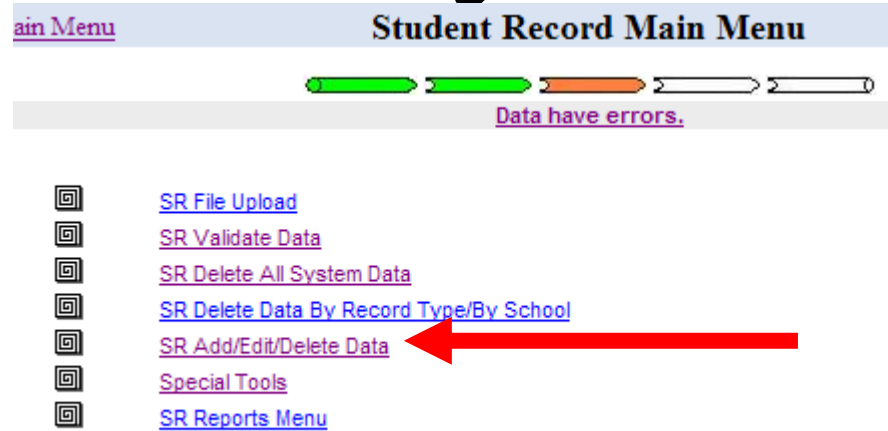 ain Menu Student Record Main Menu
Data have errors.
SR File Upload
SR Validate Data
SR Delete All System Data
SR Delete Data By Record Type/By School
SR Add/Edit/Delete Data
Special Tools
SR Reports Menu